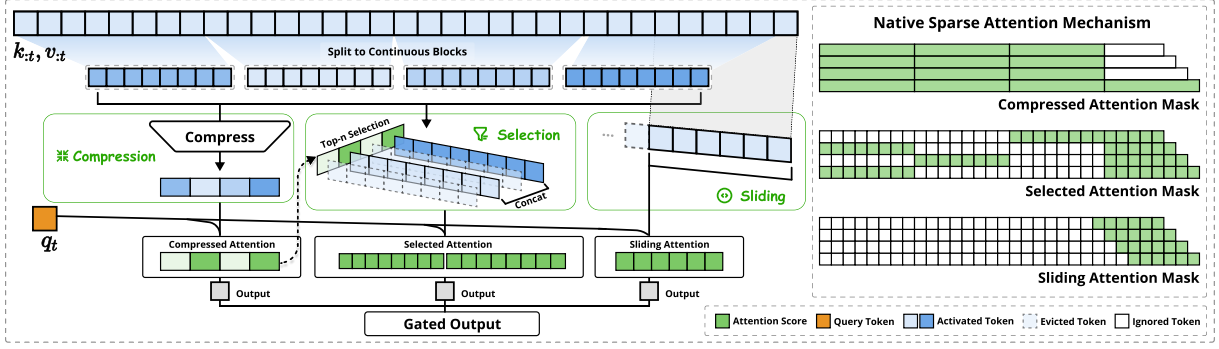 k:t, v:t
Split to Continuous Blocks
Compression
Compress
Top-n Selection
Selection
Concat
...
Sliding
qt
Compressed Attention
Selected Attention
Sliding Attention
Output
Output
Output
Gated Output
Native Sparse Attention Mechanism
Compressed Attention Mask
Selected Attention Mask
Sliding Attention Mask
Attention Score
Query Token
Activated Token
Evicted Token
Ignored Token